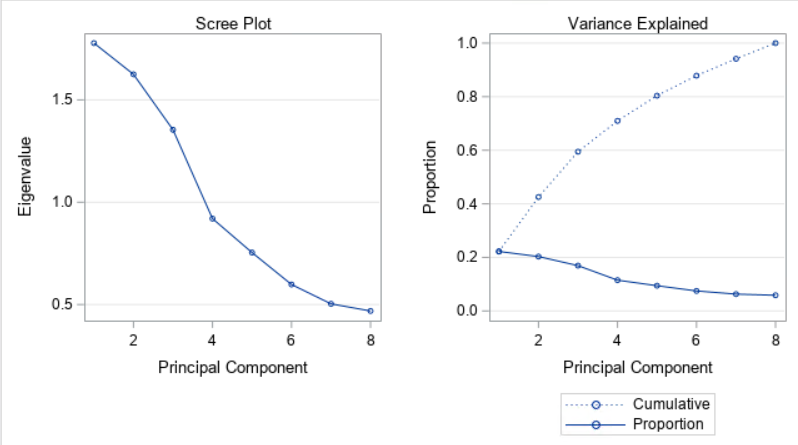 Scree Plot
Eigenvalue
1.5
1.0
0.5
2 4 6 8
Principal Component
Variance Explained
Proportion
1.0
0.8
0.6
0.4
0.2
0.0
2 4 6 8
Principal Component
Cumulative
Proportion